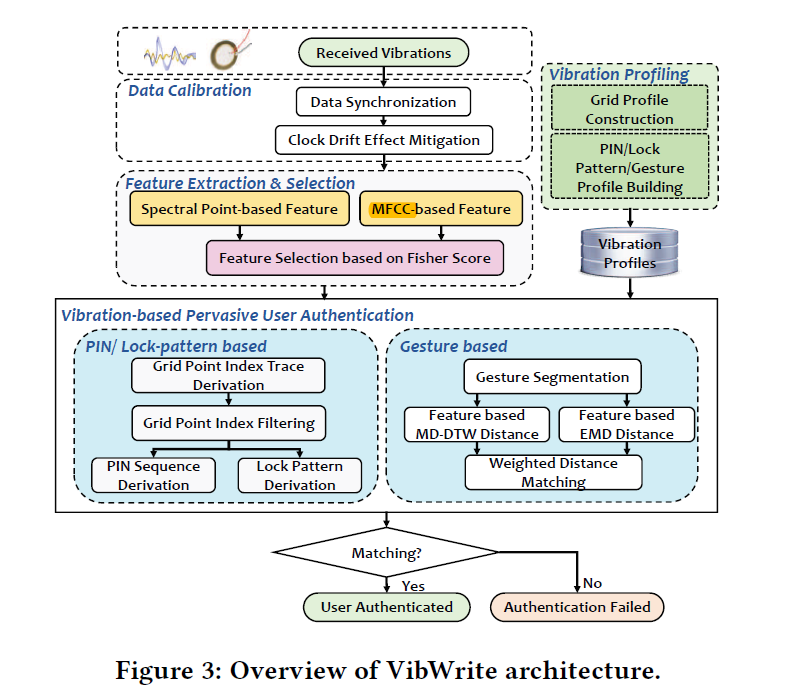 Received Vibrations
Data Calibration
Data Synchronization
Clock Drift Effect Mitigation
Vibration Profiling
Grid Profile
Construction
PIN/Lock
Pattern/Gesture
Profile Building
Vibration
Profiles
Feature Extraction & Selection
Spectral Point-based Feature
MFCC-based Feature
Feature Selection based on Fisher Score
Vibration-based Pervasive User Authentication
PIN/ Lock-pattern based
Grid Point Index Trace
Derivation
Grid Point Index Filtering
PIN Sequence
Derivation
Lock Pattern
Derivation
Gesture based
Gesture Segmentation
Feature based
MD-DTW Distance
Feature based
EMD Distance
Weighted Distance
Matching
Matching?
Yes
No
User Authenticated
Authentication Failed
Figure 3: Overview of VibWrite architecture.